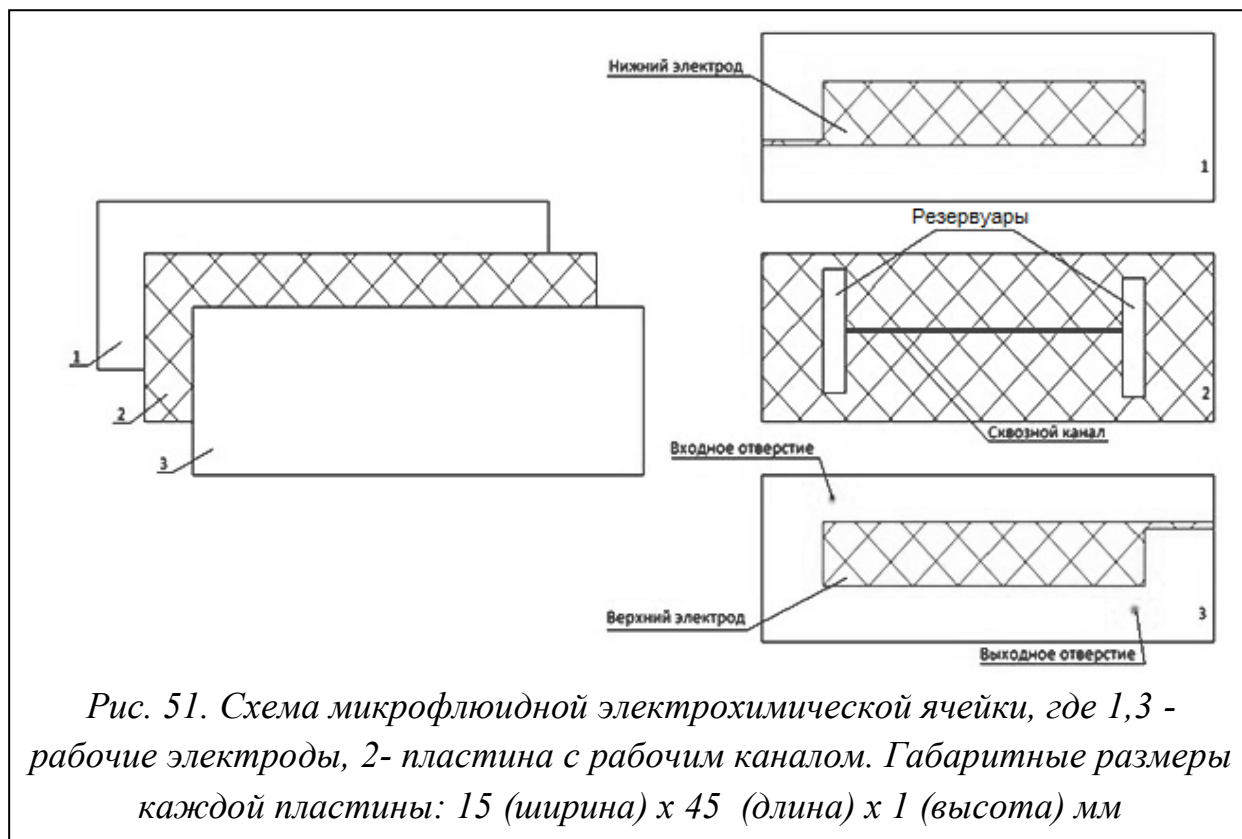 Нижний электрод
1
Резервуары
1
2
3
2
Сквозной канал
Входное отверстие
Верхний электрод
3
Выходное отверстие
Рис. 51. Схема микрофлюидной электрохимической ячейки, где 1,3 -
рабочие электроды, 2- пластина с рабочим каналом. Габаритные размеры
каждой пластины: 15 (ширина) х 45 (длина) х 1 (высота) мм